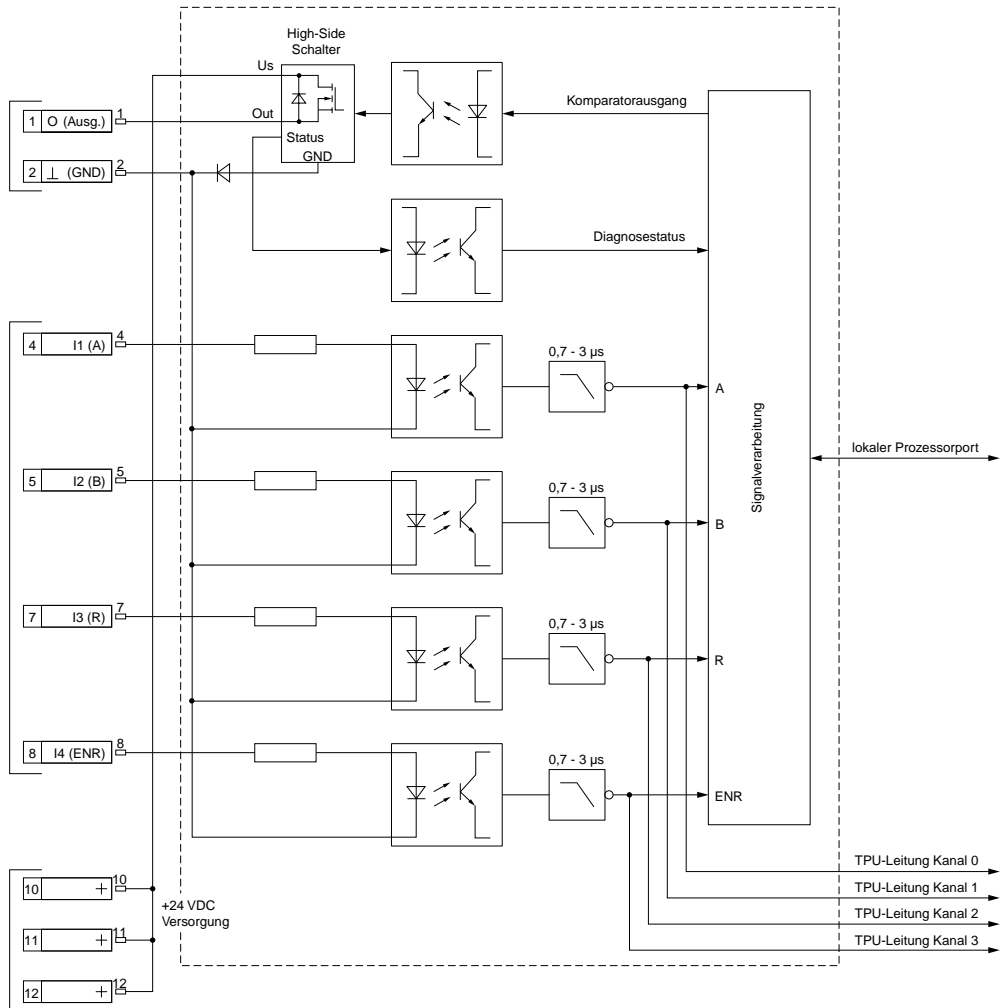 High-Side
Schalter
Us
Out
Status
GND
Komparatorausgang
1 O (Ausg.) 1
2 ⊥ (GND) 2
Diagnosestatus
4 I1 (A) 4
0,7 - 3 µs
A
5 I2 (B) 5
0,7 - 3 µs
B
Signalverarbeitung
lokaler Prozessorport
7 I3 (R) 7
0,7 - 3 µs
R
8 I4 (ENR) 8
0,7 - 3 µs
ENR
TPU-Leitung Kanal 0
TPU-Leitung Kanal 1
TPU-Leitung Kanal 2
TPU-Leitung Kanal 3
10 + 10
+24 VDC
Versorgung
11 + 11
12 + 12